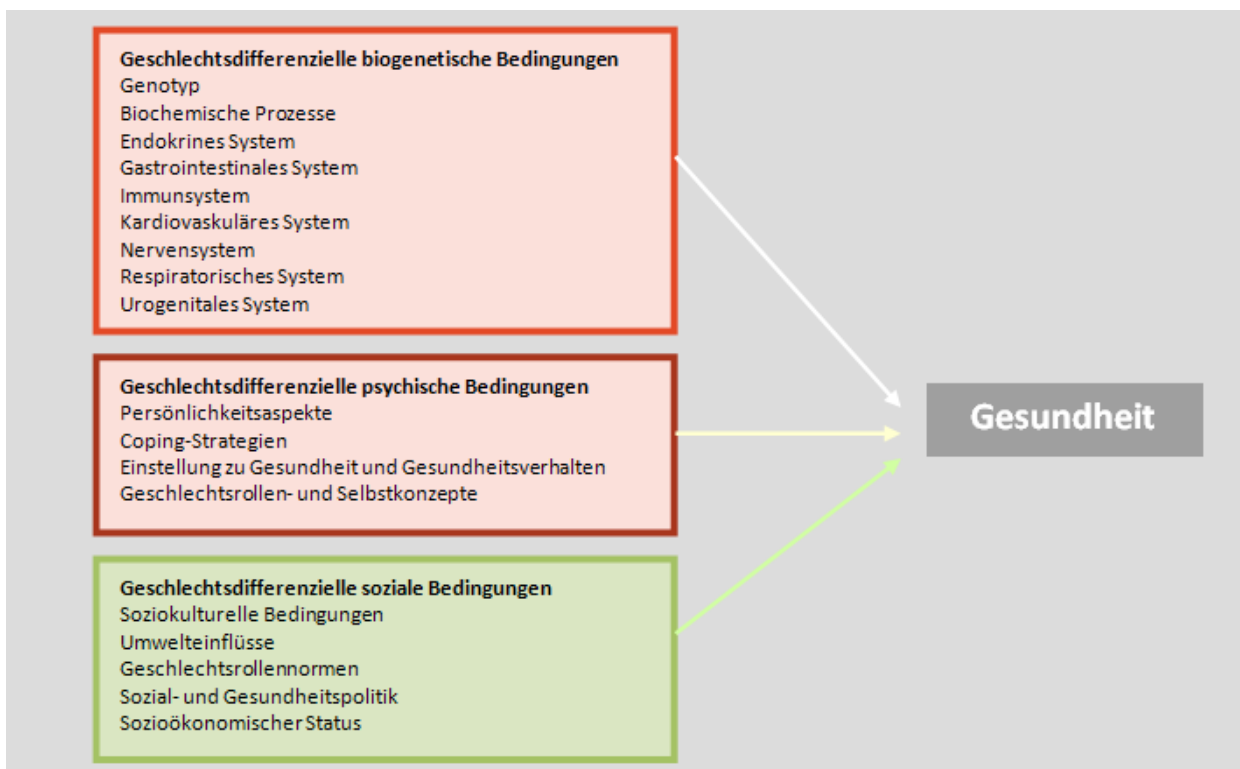 Geschlechtsdifferenzielle biogenetische Bedingungen
Genotyp
Biochemische Prozesse
Endokrines System
Gastrointestinales System
Immunsystem
Kardiovaskuläres System
Nervensystem
Respiratorisches System
Urogenitales System
Geschlechtsdifferenzielle psychische Bedingungen
Persönlichkeitsaspekte
Coping-Strategien
Einstellung zu Gesundheit und Gesundheitsverhalten
Geschlechtsrollen- und Selbstkonzepte
Geschlechtsdifferenzielle soziale Bedingungen
Soziokulturelle Bedingungen
Umwelteinflüsse
Geschlechtsrollennormen
Sozial- und Gesundheitspolitik
Sozioökonomischer Status
Gesundheit